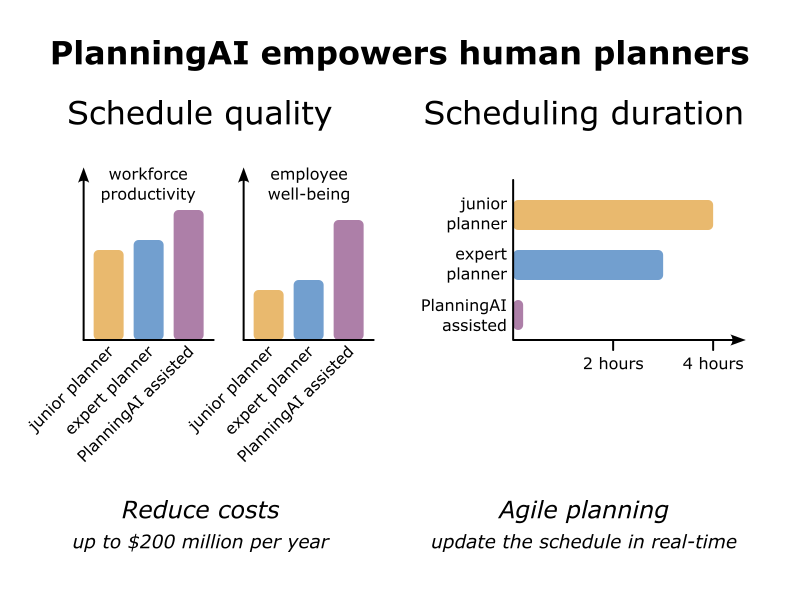 PlanningAI empowers human planners
Schedule quality
workforce
productivity
employee
well-being
junior planner
expert planner
PlanningAI assisted
junior planner
expert planner
PlanningAI assisted
Reduce costs
up to $200 million per year
Scheduling duration
junior
planner
expert
planner
PlanningAI
assisted
2 hours
4 hours
Agile planning
update the schedule in real-time